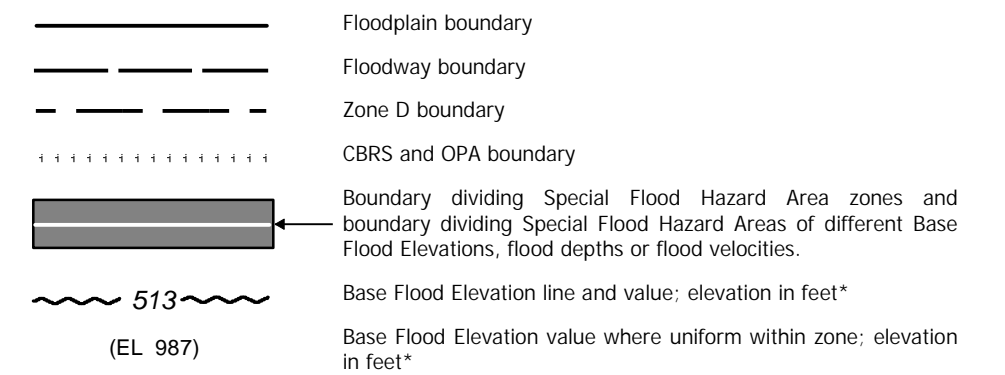 Floodplain boundary
Floodway boundary
Zone D boundary
CBRS and OPA boundary
Boundary dividing Special Flood Hazard Area zones and
boundary dividing Special Flood Hazard Areas of different Base
Flood Elevations, flood depths or flood velocities.
513
Base Flood Elevation line and value; elevation in feet*
(EL 987)
Base Flood Elevation value where uniform within zone; elevation
in feet*